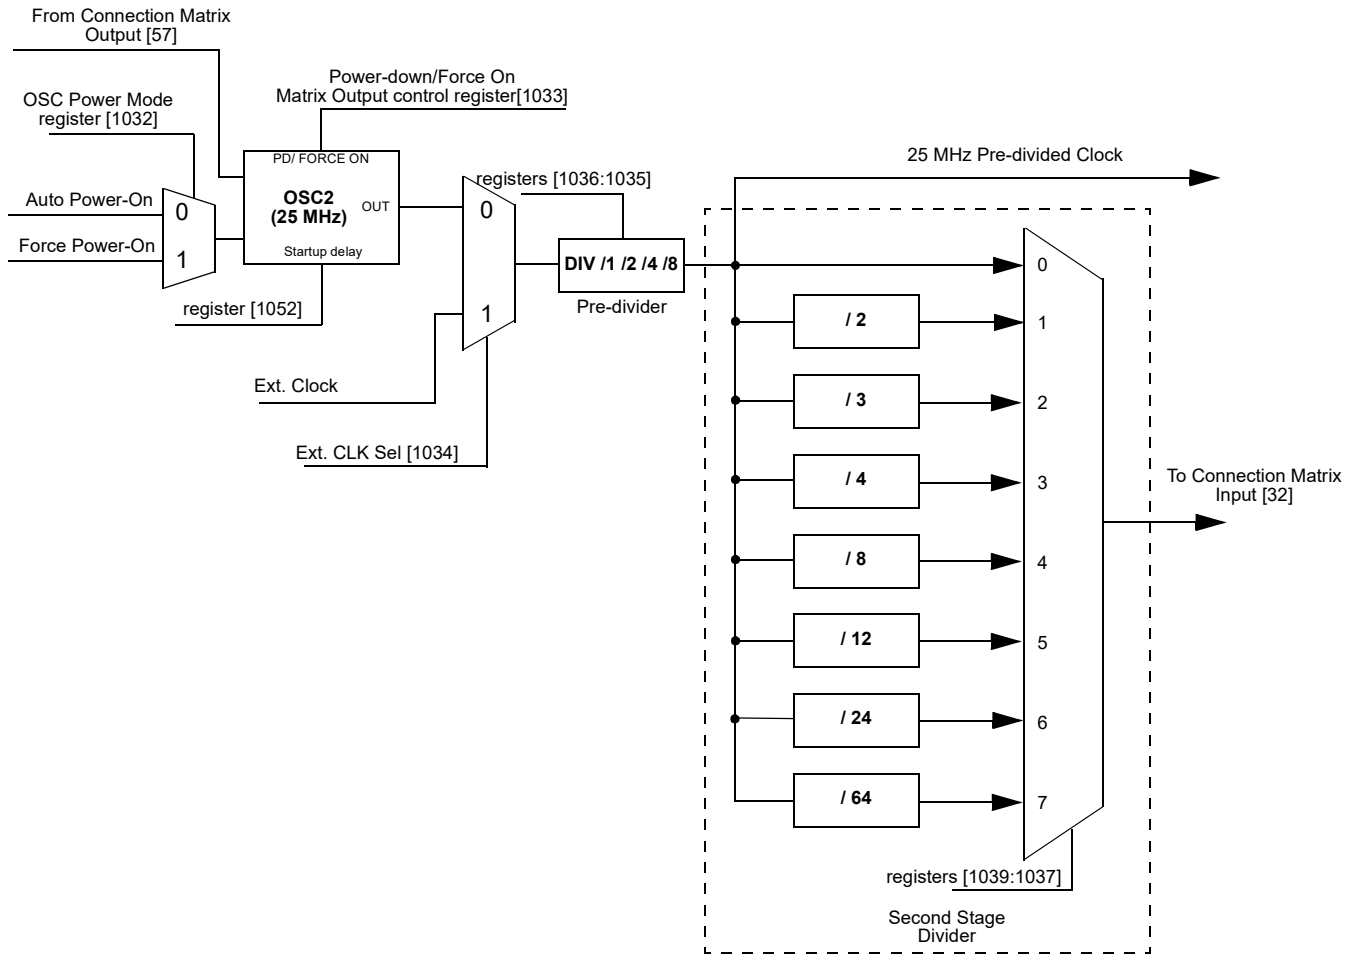 From Connection Matrix
Output [57]
Power-down/Force On
Matrix Output control register[1033]
OSC Power Mode
register [1032]
PD/ FORCE ON
OSC2
(25 MHz)
OUT
Startup delay
Auto Power-On
0
Force Power-On
1
register [1052]
0
1
Ext. Clock
Ext. CLK Sel [1034]
registers [1036:1035]
DIV /1 /2 /4 /8
Pre-divider
25 MHz Pre-divided Clock
0
/ 2
1
/ 3
2
/ 4
3
/ 8
4
/ 12
5
/ 24
6
/ 64
7
To Connection Matrix
Input [32]
registers [1039:1037]
Second Stage
Divider